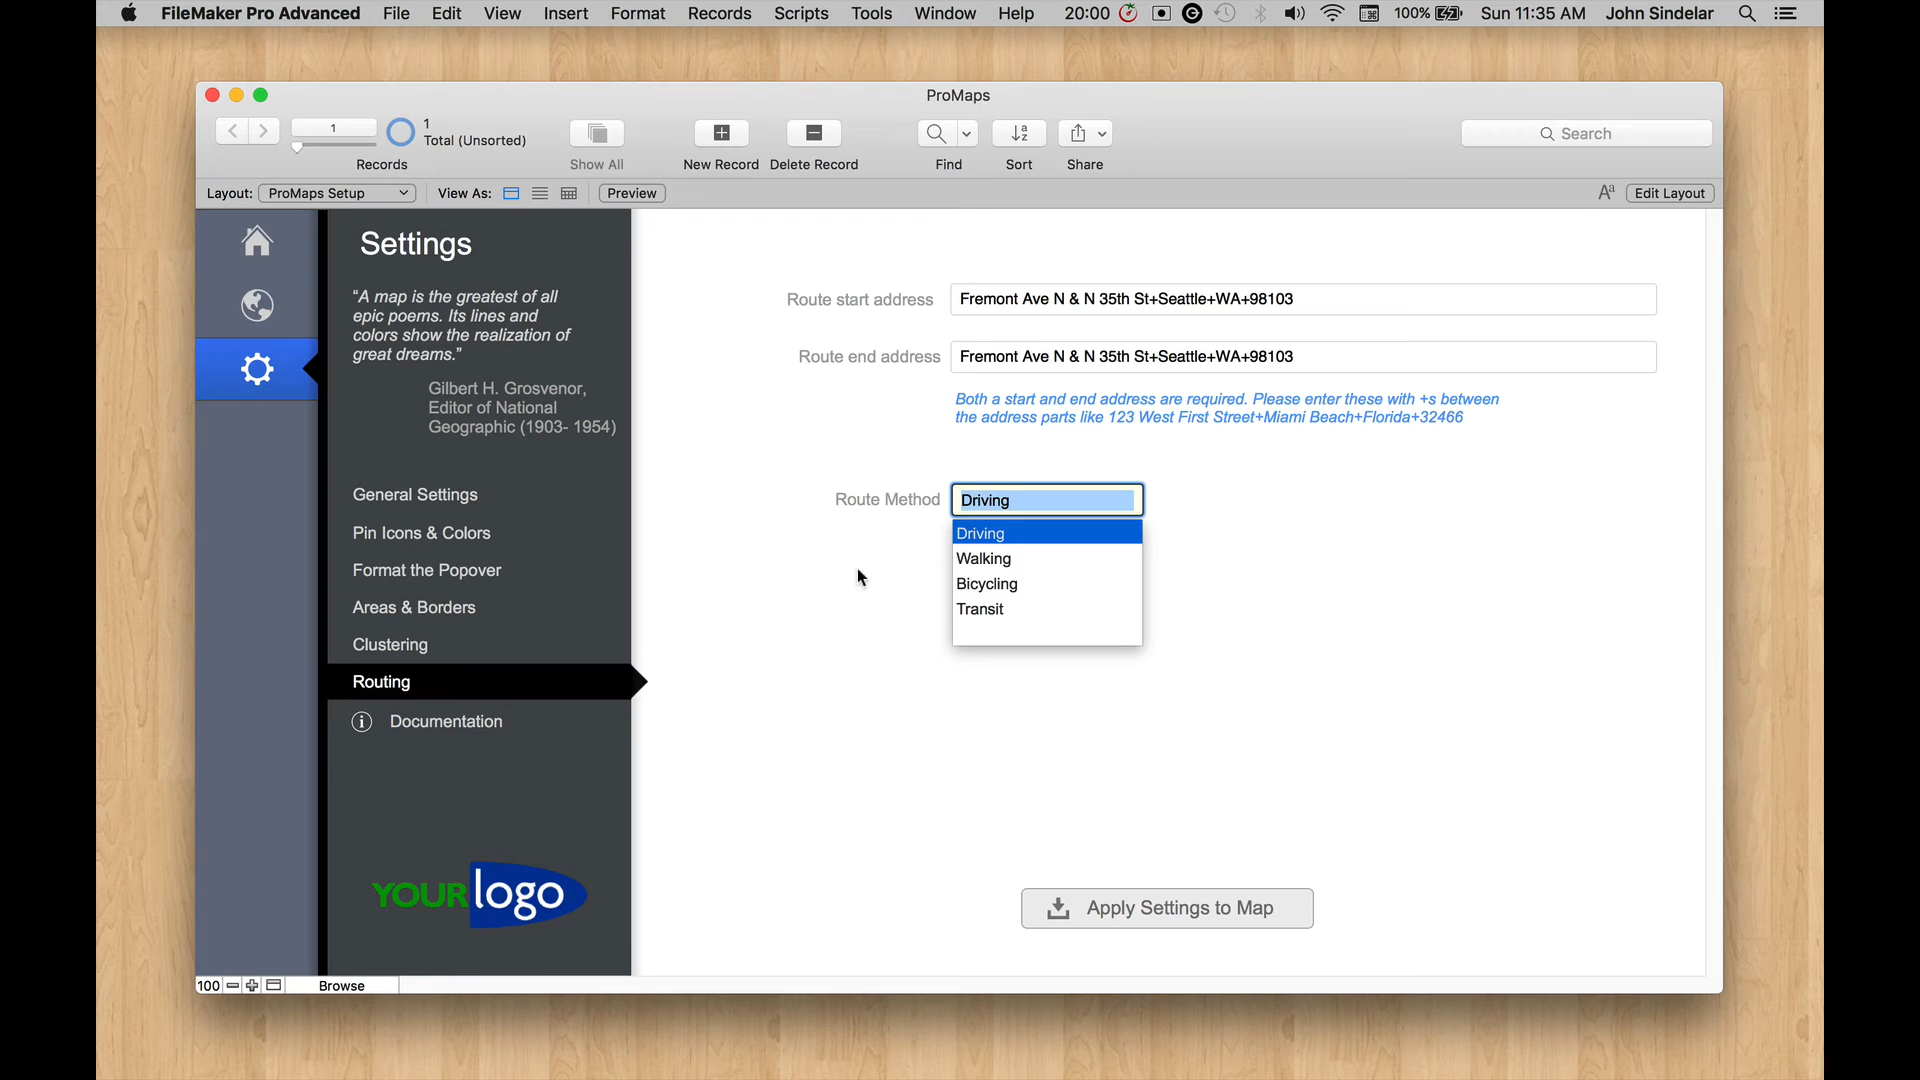 FileMaker Pro Advanced File Edit View Insert Format Records Scripts Tools Window Help 20:00 100% Sun 11:35 AM John Sindelar
ProMaps
1
1
Total (Unsorted)
Search
Records Show All New Record Delete Record Find Sort Share
Layout: ProMaps Setup View As: Preview Aa Edit Layout
Settings
“A map is the greatest of all
epic poems. Its lines and
colors show the realization of
great dreams.”
Gilbert H. Grosvenor,
Editor of National
Geographic (1903- 1954)
General Settings
Pin Icons & Colors
Format the Popover
Areas & Borders
Clustering
Routing
Documentation
YOURlogo
Route start address Fremont Ave N & N 35th St+Seattle+WA+98103
Route end address Fremont Ave N & N 35th St+Seattle+WA+98103
Both a start and end address are required. Please enter these with +s between
the address parts like 123 West First Street+Miami Beach+Florida+32466
Route Method Driving
Driving
Walking
Bicycling
Transit
Apply Settings to Map
100 Browse